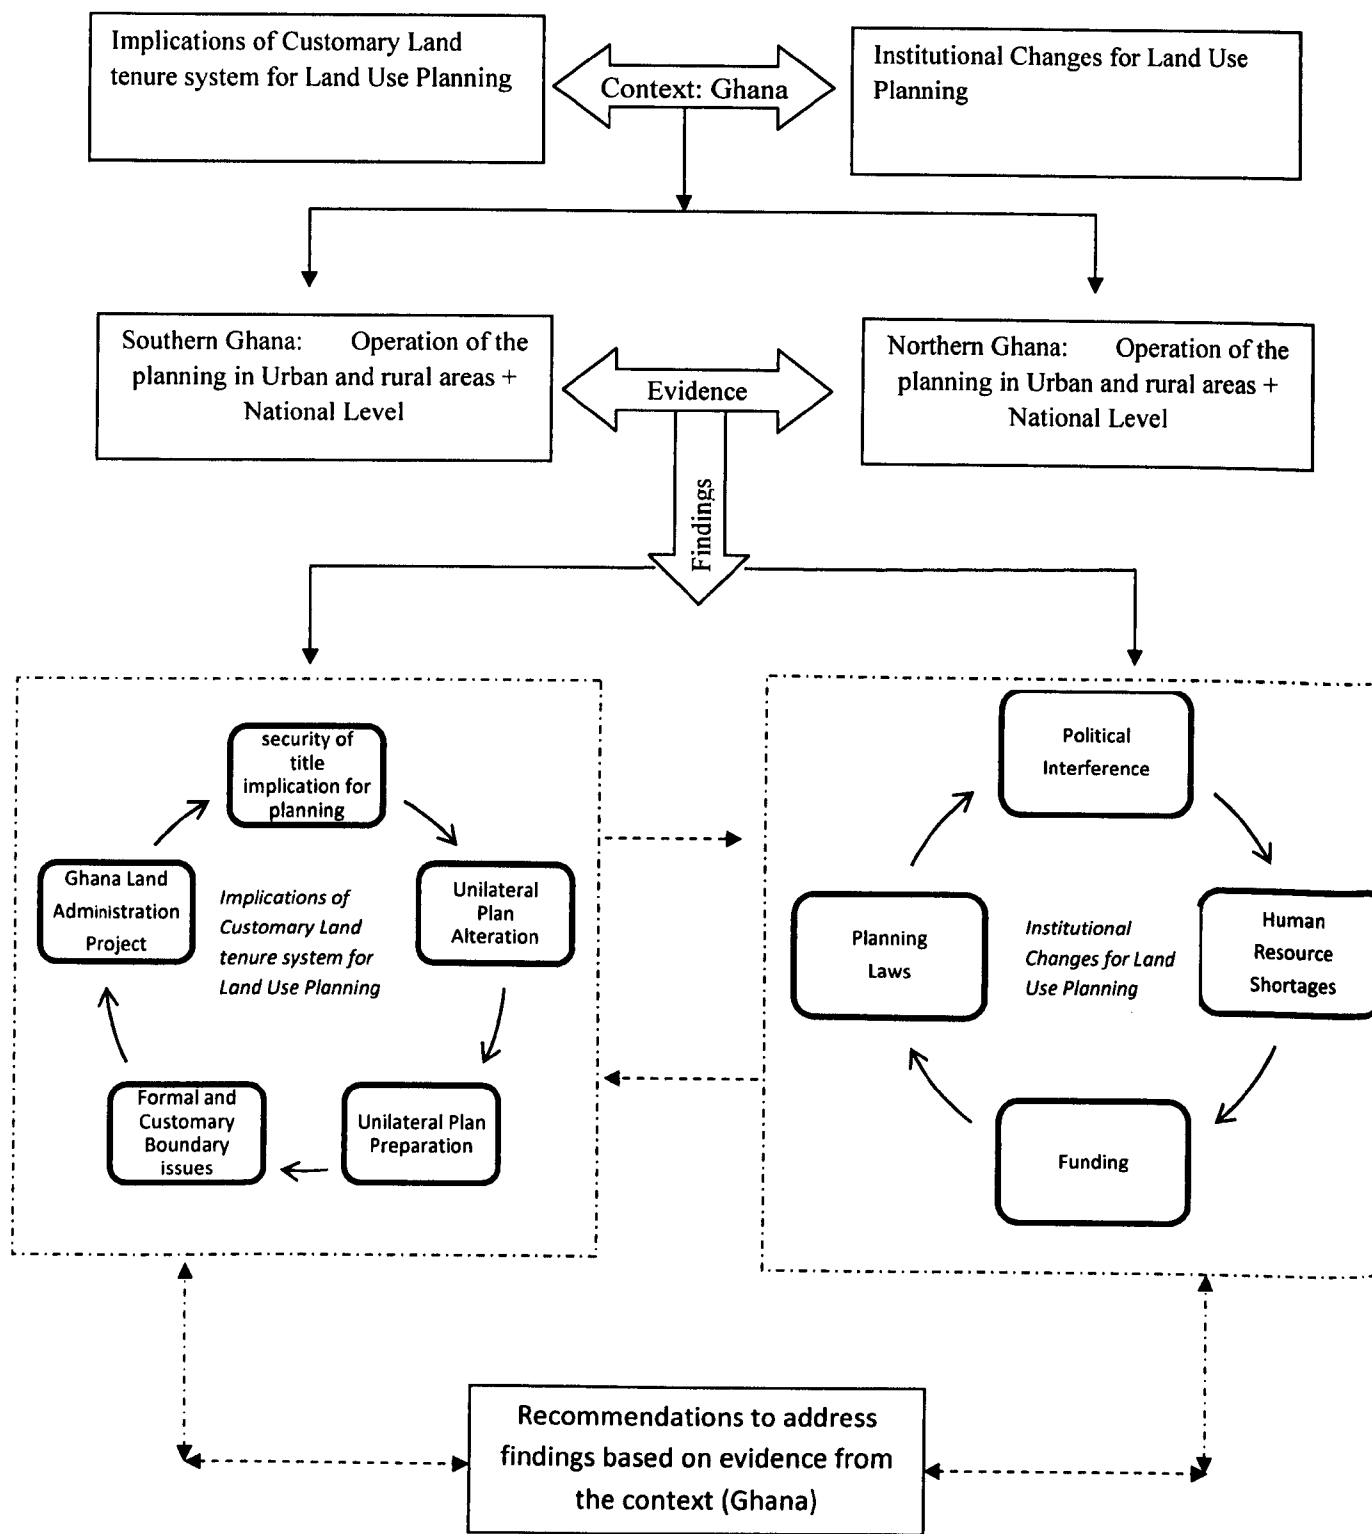 Implications of Customary Land
tenure system for Land Use Planning
Context: Ghana
Institutional Changes for Land Use
Planning
Southern Ghana: Operation of the
planning in Urban and rural areas +
National Level
Evidence
Northern Ghana: Operation of the
planning in Urban and rural areas +
National Level
Findings
security of
title
implication for
planning
Unilateral
Plan
Alteration
Unilateral Plan
Preparation
Formal and
Customary
Boundary
issues
Ghana Land
Administration
Project
Implications of
Customary Land
tenure system for
Land Use Planning
Political
Interference
Human
Resource
Shortages
Funding
Planning
Laws
Institutional
Changes for Land
Use Planning
Recommendations to address
findings based on evidence from
the context (Ghana)